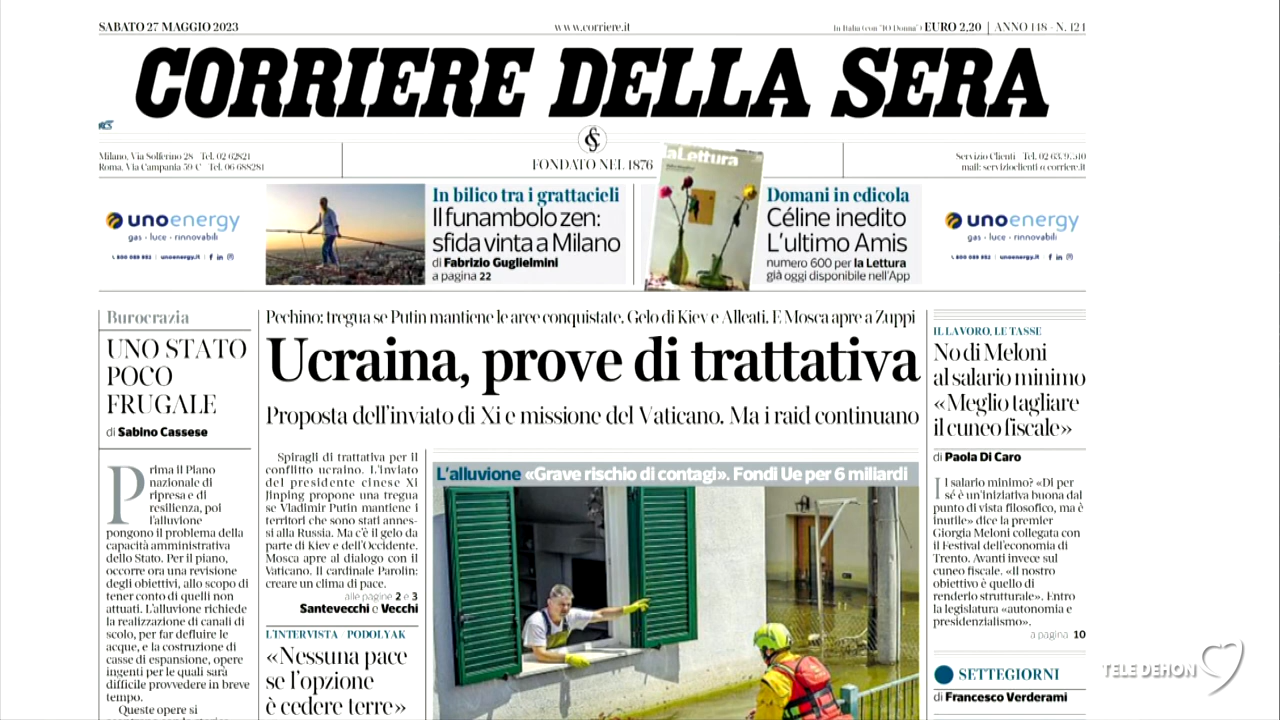 SABATO 27 MAGGIO 2023
www.corriere.it
In Italia (con "IO Donna") EURO 2,20 | ANNO 148 - N. 124
CORRIERE DELLA SERA
Milano, Via Solferino 28 Tel. 02 62821
Roma, Via Campania 59 C Tel. 06 688281
FONDATO NEL 1876
Servizio Clienti Tel. 02 63797510
mail: servizioclienti@corriere.it
unoenergy
gas - luce - rinnovabili
800 089 952 | unoenergy.it
In bilico tra i grattacieli
Il funambolo zen:
sfida vinta a Milano
di Fabrizio Guglielmini
a pagina 22
laLettura
Domani in edicola
Céline inedito
L'ultimo Amis
numero 600 per la Lettura
già oggi disponibile nell'App
unoenergy
gas - luce - rinnovabili
800 089 952 | unoenergy.it
Burocrazia
UNO STATO
POCO
FRUGALE
di Sabino Cassese
Prima il Piano
nazionale di
ripresa e di
resilienza, poi
l'alluvione
pongono il problema della
capacità amministrativa
dello Stato. Per il piano,
occorre ora una revisione
degli obiettivi, allo scopo di
tener conto di quelli non
attuati. L'alluvione richiede
la realizzazione di canali di
scolo, per far defluire le
acque, e la costruzione di
casse di espansione, opere
ingenti per le quali sarà
difficile provvedere in breve
tempo.
Queste opere si
Pechino: tregua se Putin mantiene le aree conquistate. Gelo di Kiev e Alleati. E Mosca apre a Zuppi
Ucraina, prove di trattativa
Proposta dell'inviato di Xi e missione del Vaticano. Ma i raid continuano
Spiragli di trattativa per il
conflitto ucraino. L'inviato
del presidente cinese Xi
Jinping propone una tregua
se Vladimir Putin mantiene i
territori che sono stati annes-
si alla Russia. Ma c'è il gelo da
parte di Kiev e dell'Occidente.
Mosca apre al dialogo con il
Vaticano. Il cardinale Parolin:
creare un clima di pace.
alle pagine 2 e 3
Santevecchi e Vecchi
L'INTERVISTA PODOLYAK
«Nessuna pace
se l'opzione
è cedere terre»
L'alluvione «Grave rischio di contagi». Fondi Ue per 6 miliardi
IL LAVORO, LE TASSE
No di Meloni
al salario minimo
«Meglio tagliare
il cuneo fiscale»
di Paola Di Caro
Il salario minimo? «Di per
sé è un'iniziativa buona dal
punto di vista filosofico, ma è
inutile» dice la premier
Giorgia Meloni collegata con
il Festival dell'economia di
Trento. Avanti invece sul
cuneo fiscale. «Il nostro
obiettivo è quello di
renderlo strutturale». Entro
la legislatura «autonomia e
presidenzialismo».
a pagina 10
SETTEGIORNI
di Francesco Verderami
TELE DEHON